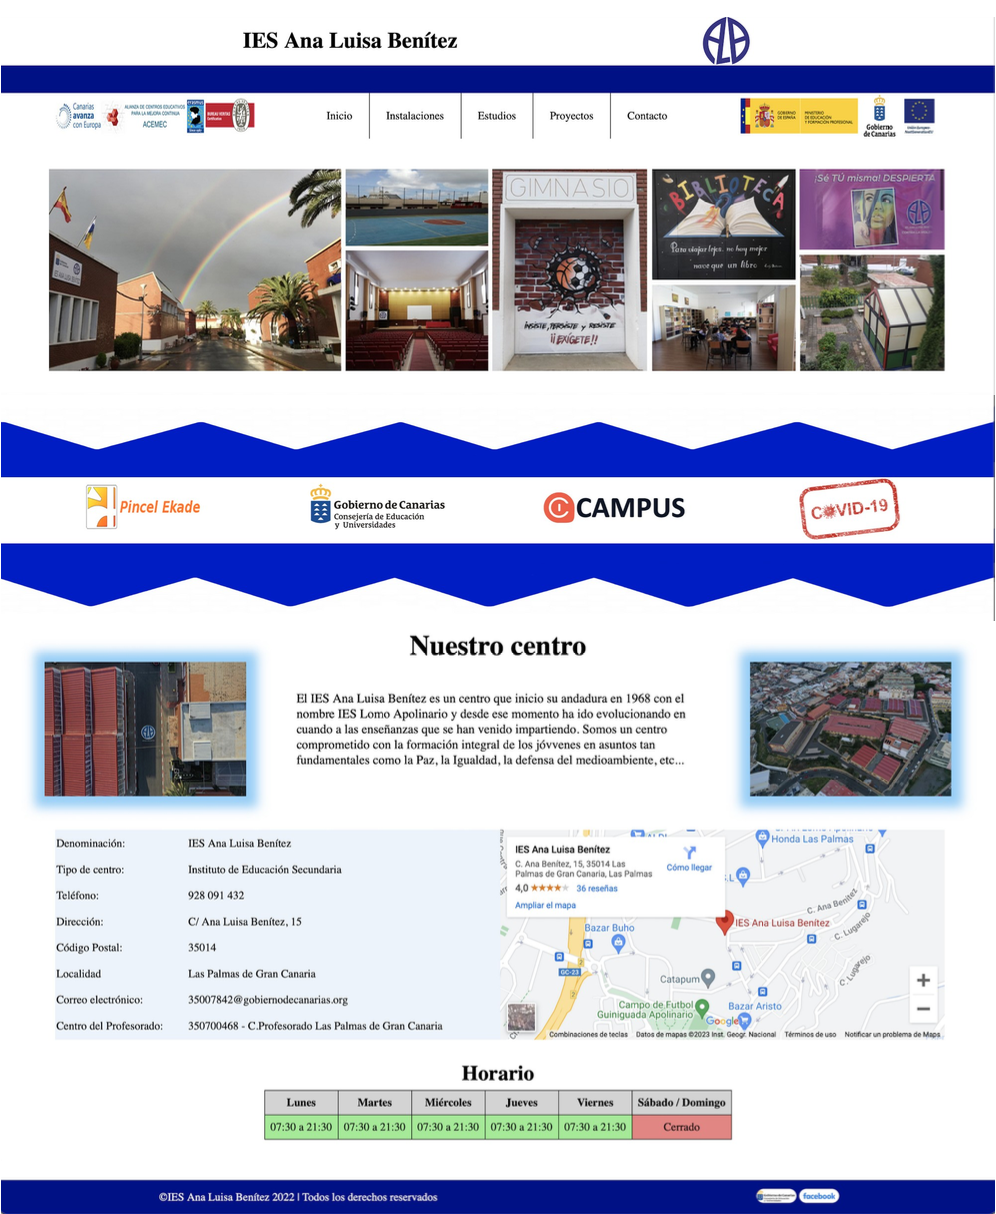 IES Ana Luisa Benítez
Canarias
avanza
con Europa
ALIANZA DE CENTROS EDUCATIVOS
PARA LA MEJORA CONTINUA
ACEMEC
BUREAU VERITAS
Certification
Inicio
Instalaciones
Estudios
Proyectos
Contacto
GOBIERNO
DE ESPAÑA
MINISTERIO
DE EDUCACIÓN
Y FORMACIÓN PROFESIONAL
Gobierno
de Canarias
Unión Europea
GIMNASIO
INSISTE, PERSISTE y RESISTE
¡¡EXÍGETE!!
BIBLIOTECA
Para viajar lejos, no hay mejor
nave que un libro
¡Sé TÚ misma! DESPIERTA
Pincel Ekade
Gobierno de Canarias
Consejería de Educación
y Universidades
CAMPUS
COVID-19
Nuestro centro
El IES Ana Luisa Benítez es un centro que inicio su andadura en 1968 con el
nombre IES Lomo Apolinario y desde ese momento ha ido evolucionando en
cuando a las enseñanzas que se han venido impartiendo. Somos un centro
comprometido con la formación integral de los jóvvenes en asuntos tan
fundamentales como la Paz, la Igualdad, la defensa del medioambiente, etc...
Denominación: IES Ana Luisa Benítez
Tipo de centro: Instituto de Educación Secundaria
Teléfono: 928 091 432
Dirección: C/ Ana Luisa Benítez, 15
Código Postal: 35014
Localidad Las Palmas de Gran Canaria
Correo electrónico: 35007842@gobiernodecanarias.org
Centro del Profesorado: 350700468 - C.Profesorado Las Palmas de Gran Canaria
IES Ana Luisa Benítez
C. Ana Benítez, 15, 35014 Las
Palmas de Gran Canaria, Las Palmas
4,0 ★★★★★ 36 reseñas
Ampliar el mapa
Cómo llegar
Honda Las Palmas
C. Ana Benítez
C. Lugarejo
C. Lugarejo
IES Ana Luisa Benítez
Bazar Buho
GC-23
2
2
Catapum
Campo de Futbol
Guiniguada Apolinario
Bazar Aristo
Google
Combinaciones de teclas Datos de mapas ©2023 Inst. Geogr. Nacional Términos de uso Notificar un problema de Maps
Horario
Lunes Martes Miércoles Jueves Viernes Sábado / Domingo
07:30 a 21:30 07:30 a 21:30 07:30 a 21:30 07:30 a 21:30 07:30 a 21:30 Cerrado
©IES Ana Luisa Benítez 2022 | Todos los derechos reservados
Gobierno de Canarias
facebook